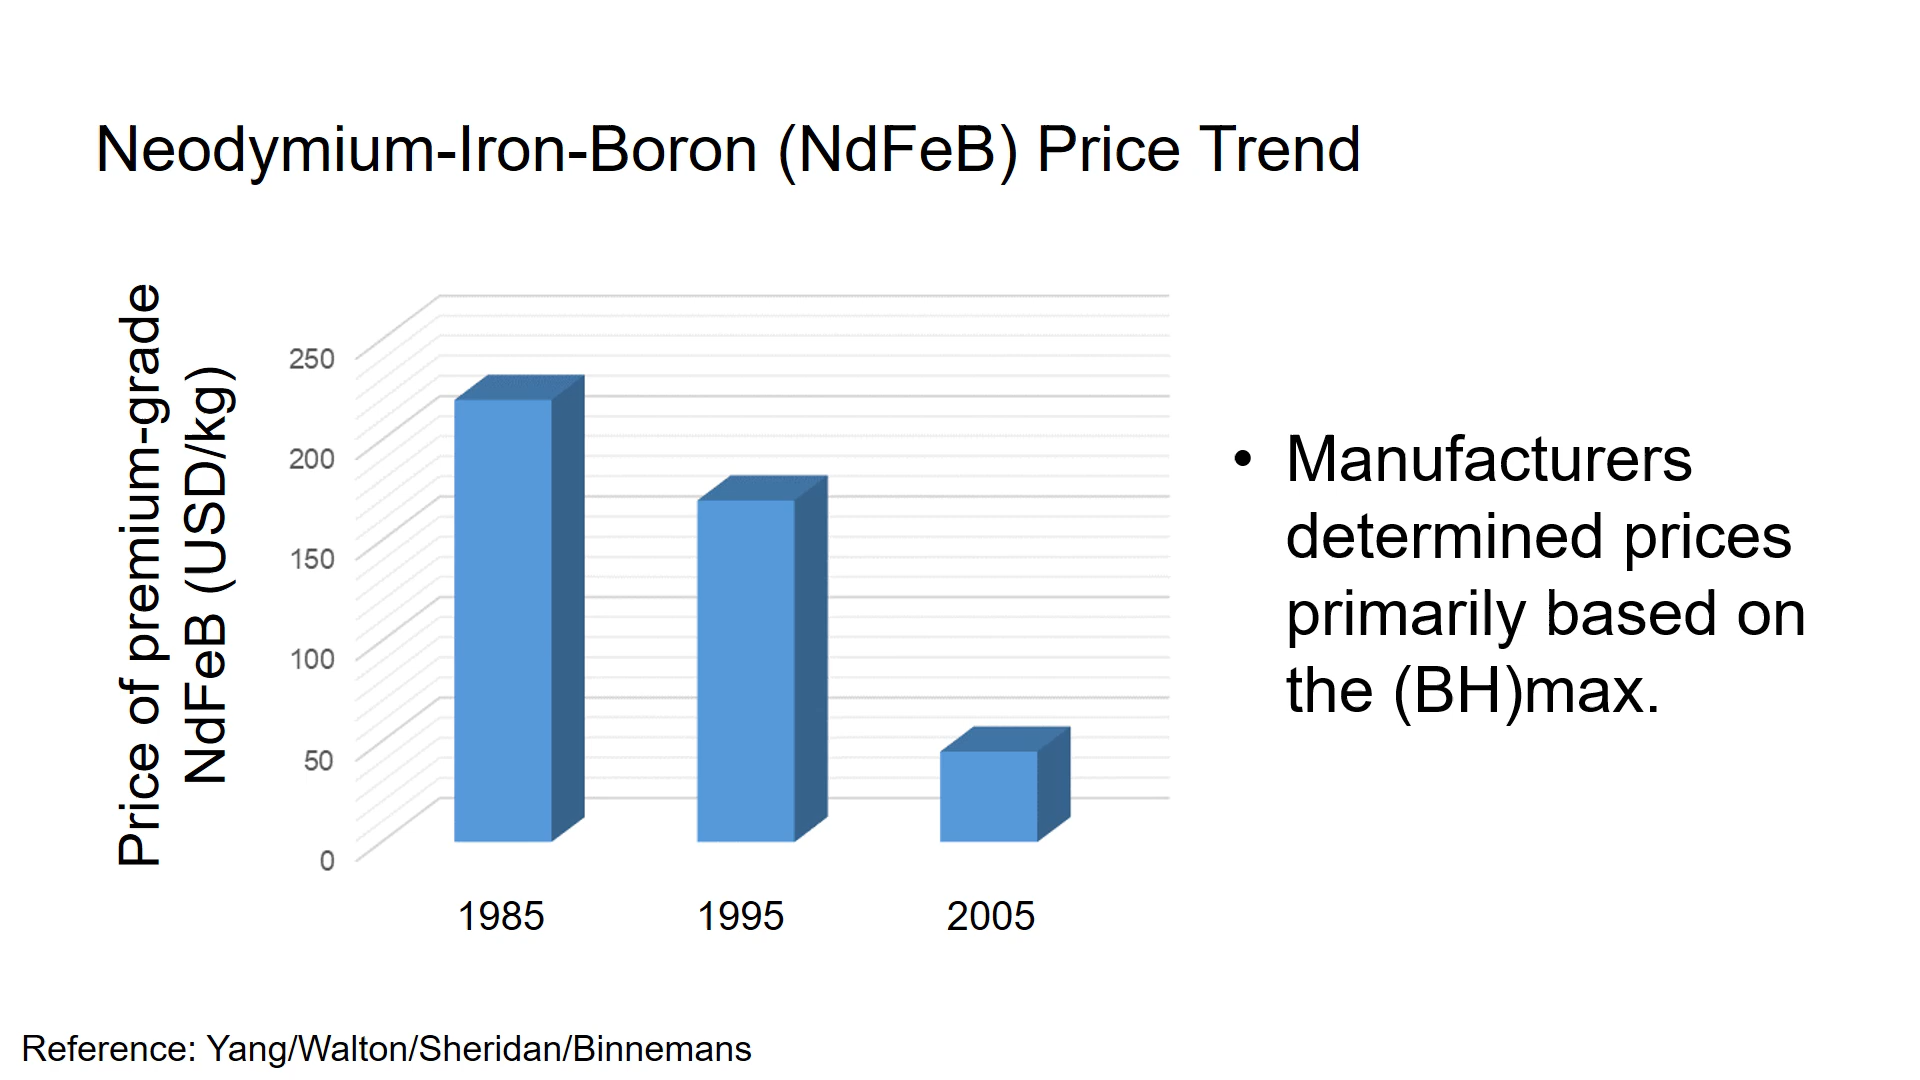 Neodymium-Iron-Boron (NdFeB) Price Trend
Price of premium-grade
NdFeB (USD/kg)
250
200
150
100
50
0
1985
1995
2005
• Manufacturers
determined prices
primarily based on
the (BH)max.
Reference: Yang/Walton/Sheridan/Binnemans